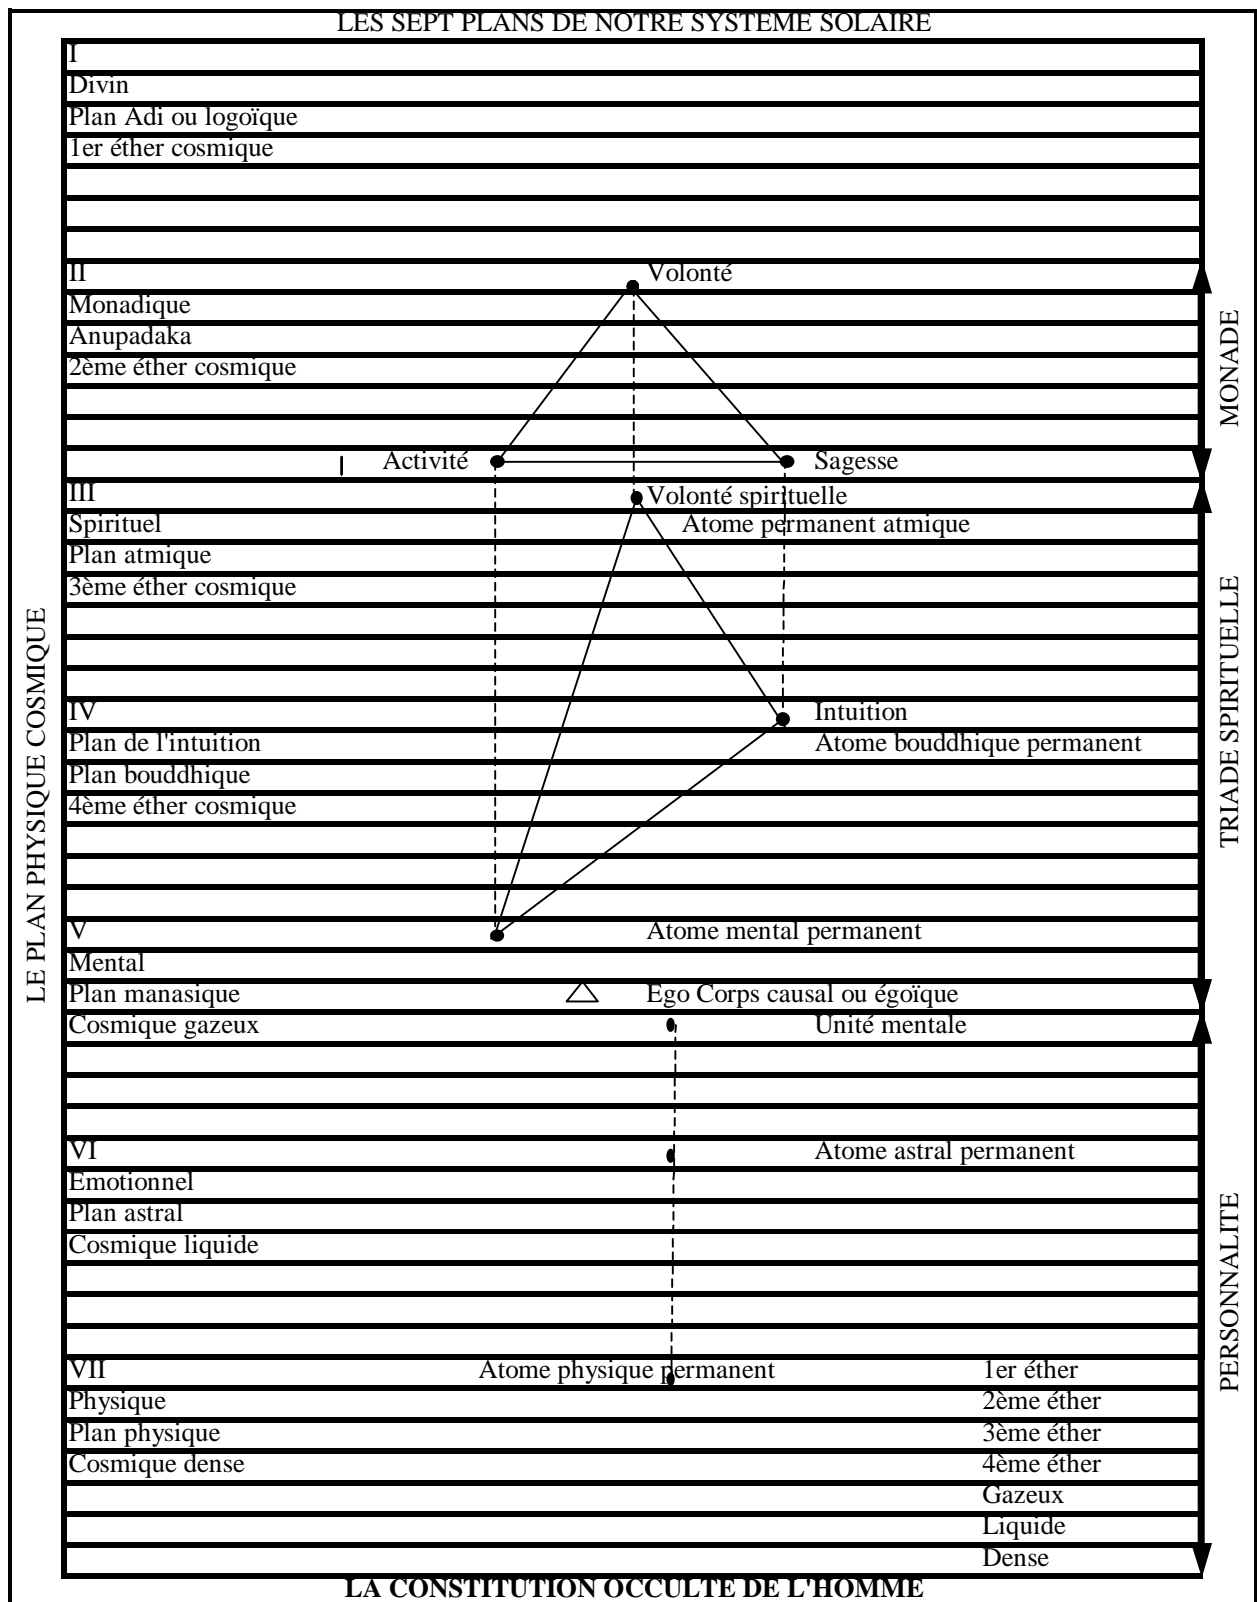 LES SEPT PLANS DE NOTRE SYSTEME SOLAIRE
I
Divin
Plan Adi ou logoïque
1er éther cosmique
II
Volonté
Monadique
Anupadaka
2ème éther cosmique
Activité
Sagesse
MONADE
III
Volonté spirituelle
Spirituel
Atome permanent atmique
Plan atmique
3ème éther cosmique
IV
Intuition
Plan de l'intuition
Atome bouddhique permanent
Plan bouddhique
4ème éther cosmique
TRIADE SPIRITUELLE
LE PLAN PHYSIQUE COSMIQUE
V
Atome mental permanent
Mental
Plan manasique
Ego Corps causal ou égoïque
Cosmique gazeux
Unité mentale
VI
Atome astral permanent
Emotionnel
Plan astral
Cosmique liquide
PERSONNALITE
VII
Atome physique permanent
1er éther
Physique
2ème éther
Plan physique
3ème éther
Cosmique dense
4ème éther
Gazeux
Liquide
Dense
LA CONSTITUTION OCCULTE DE L'HOMME